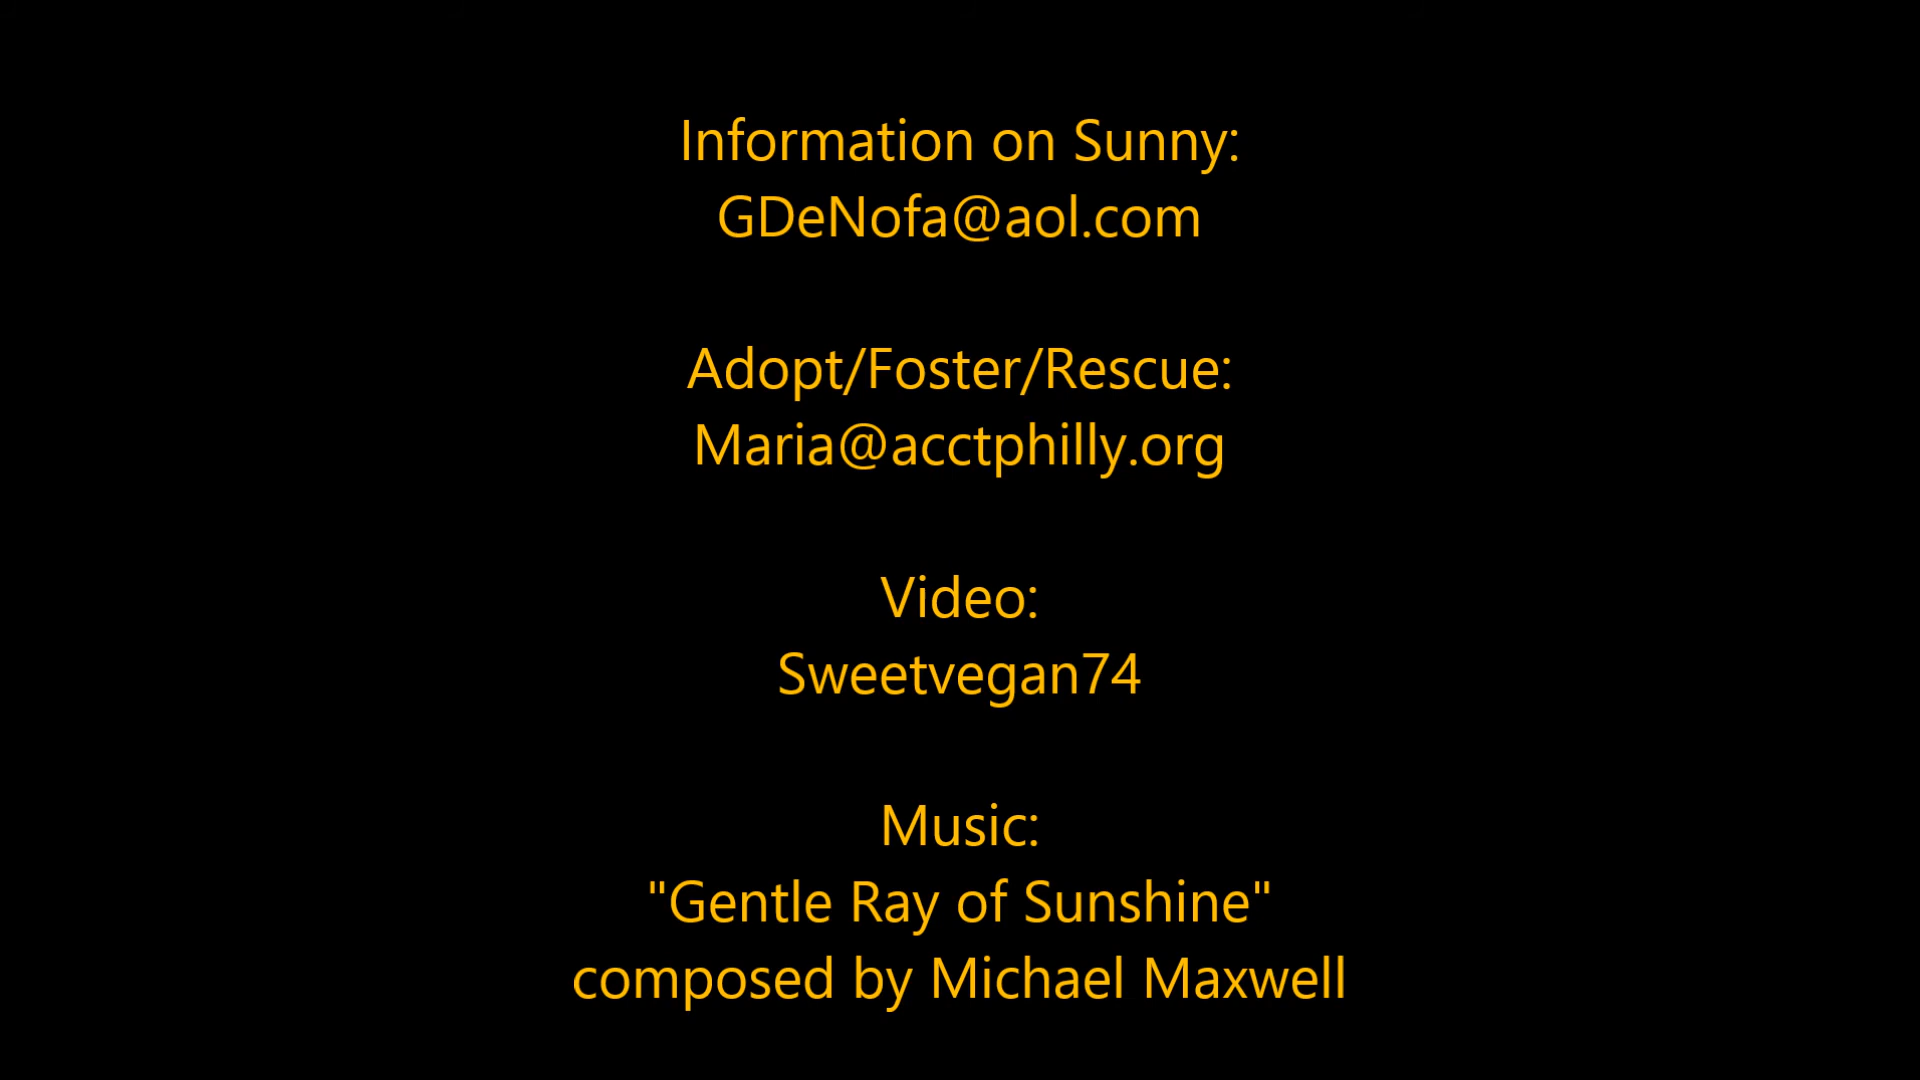 Information on Sunny:
GDeNofa@aol.com
Adopt/Foster/Rescue:
Maria@acctphilly.org
Video:
Sweetvegan74
Music:
"Gentle Ray of Sunshine"
composed by Michael Maxwell